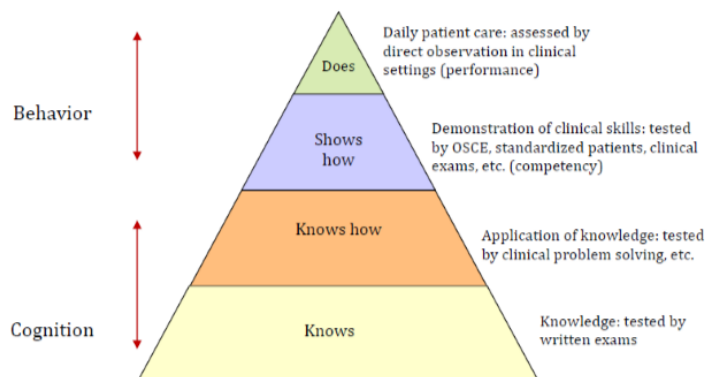 Daily patient care: assessed by
direct observation in clinical
settings (performance)
Does
Behavior
Shows
how
Demonstration of clinical skills: tested
by OSCE, standardized patients, clinical
exams, etc. (competency)
Knows how
Application of knowledge: tested
by clinical problem solving, etc.
Cognition
Knows
Knowledge: tested by
written exams